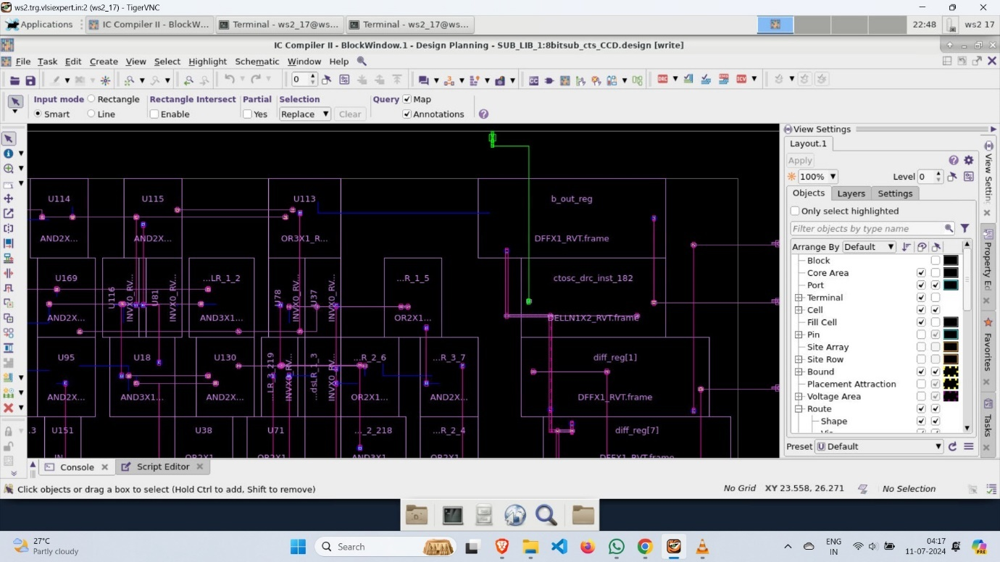 ws2.trg.vlsiexpert.in:2 (ws2_17) - TigerVNC
Applications IC Compiler II - BlockW... Terminal - ws2_17@ws... Terminal - ws2_17@ws... 22:48 ws2 17
IC Compiler II - BlockWindow.1 - Design Planning - SUB_LIB_1:8bitsub_cts_CCD.design [write]
File Task Edit Create View Select Highlight Schematic Window Help
0
Input mode Rectangle Rectangle Intersect Partial Selection Query Map
Smart Line Enable Yes Replace Clear Annotations
View Settings
Layout.1
Apply
100% Level 0
Objects Layers Settings
Only select highlighted
Filter objects by type name
Arrange By Default
Block
Core Area
Port
Terminal
Cell
Fill Cell
Pin
Site Array
Site Row
Bound
Placement Attraction
Voltage Area
Route
Shape
Preset Default
View Settin
Property Ed
Favorites
Tasks
U114 U115 U113 b_out_reg
AND2X... AND2X... OR3X1_R... DFFX1_RVT.frame
U169 U116 INVX0_RV... U81 INVX0_RV... ...LR_1_2 U78 INVX0_RV... U37 INVX0_RV... ...R_1_5 ctosc_drc_inst_182
AND2X... AND3X1... OR2X1... DELLN1X2_RVT.frame
U95 U18 U130 ...LR_3_219 INVX0_RV... ...dsLR_1_3 INVX0_RV... ...R_2_6 ...R_3_7 diff_reg[1]
AND2X... AND3X1... AND2X... OR2X1... AND2X... DFFX1_RVT.frame
.3 U151 U38 U71 ..._2_218 ...R_2_4 diff_reg[7]
OR2X1... OR2X1... AND3X1... OR2X1... DFFX1_RVT.frame
Console Script Editor
Click objects or drag a box to select (Hold Ctrl to add, Shift to remove) No Grid XY 23.558, 26.271 No Selection
27°C
Partly cloudy
Search
ENG
IN
04:17
11-07-2024
PRE